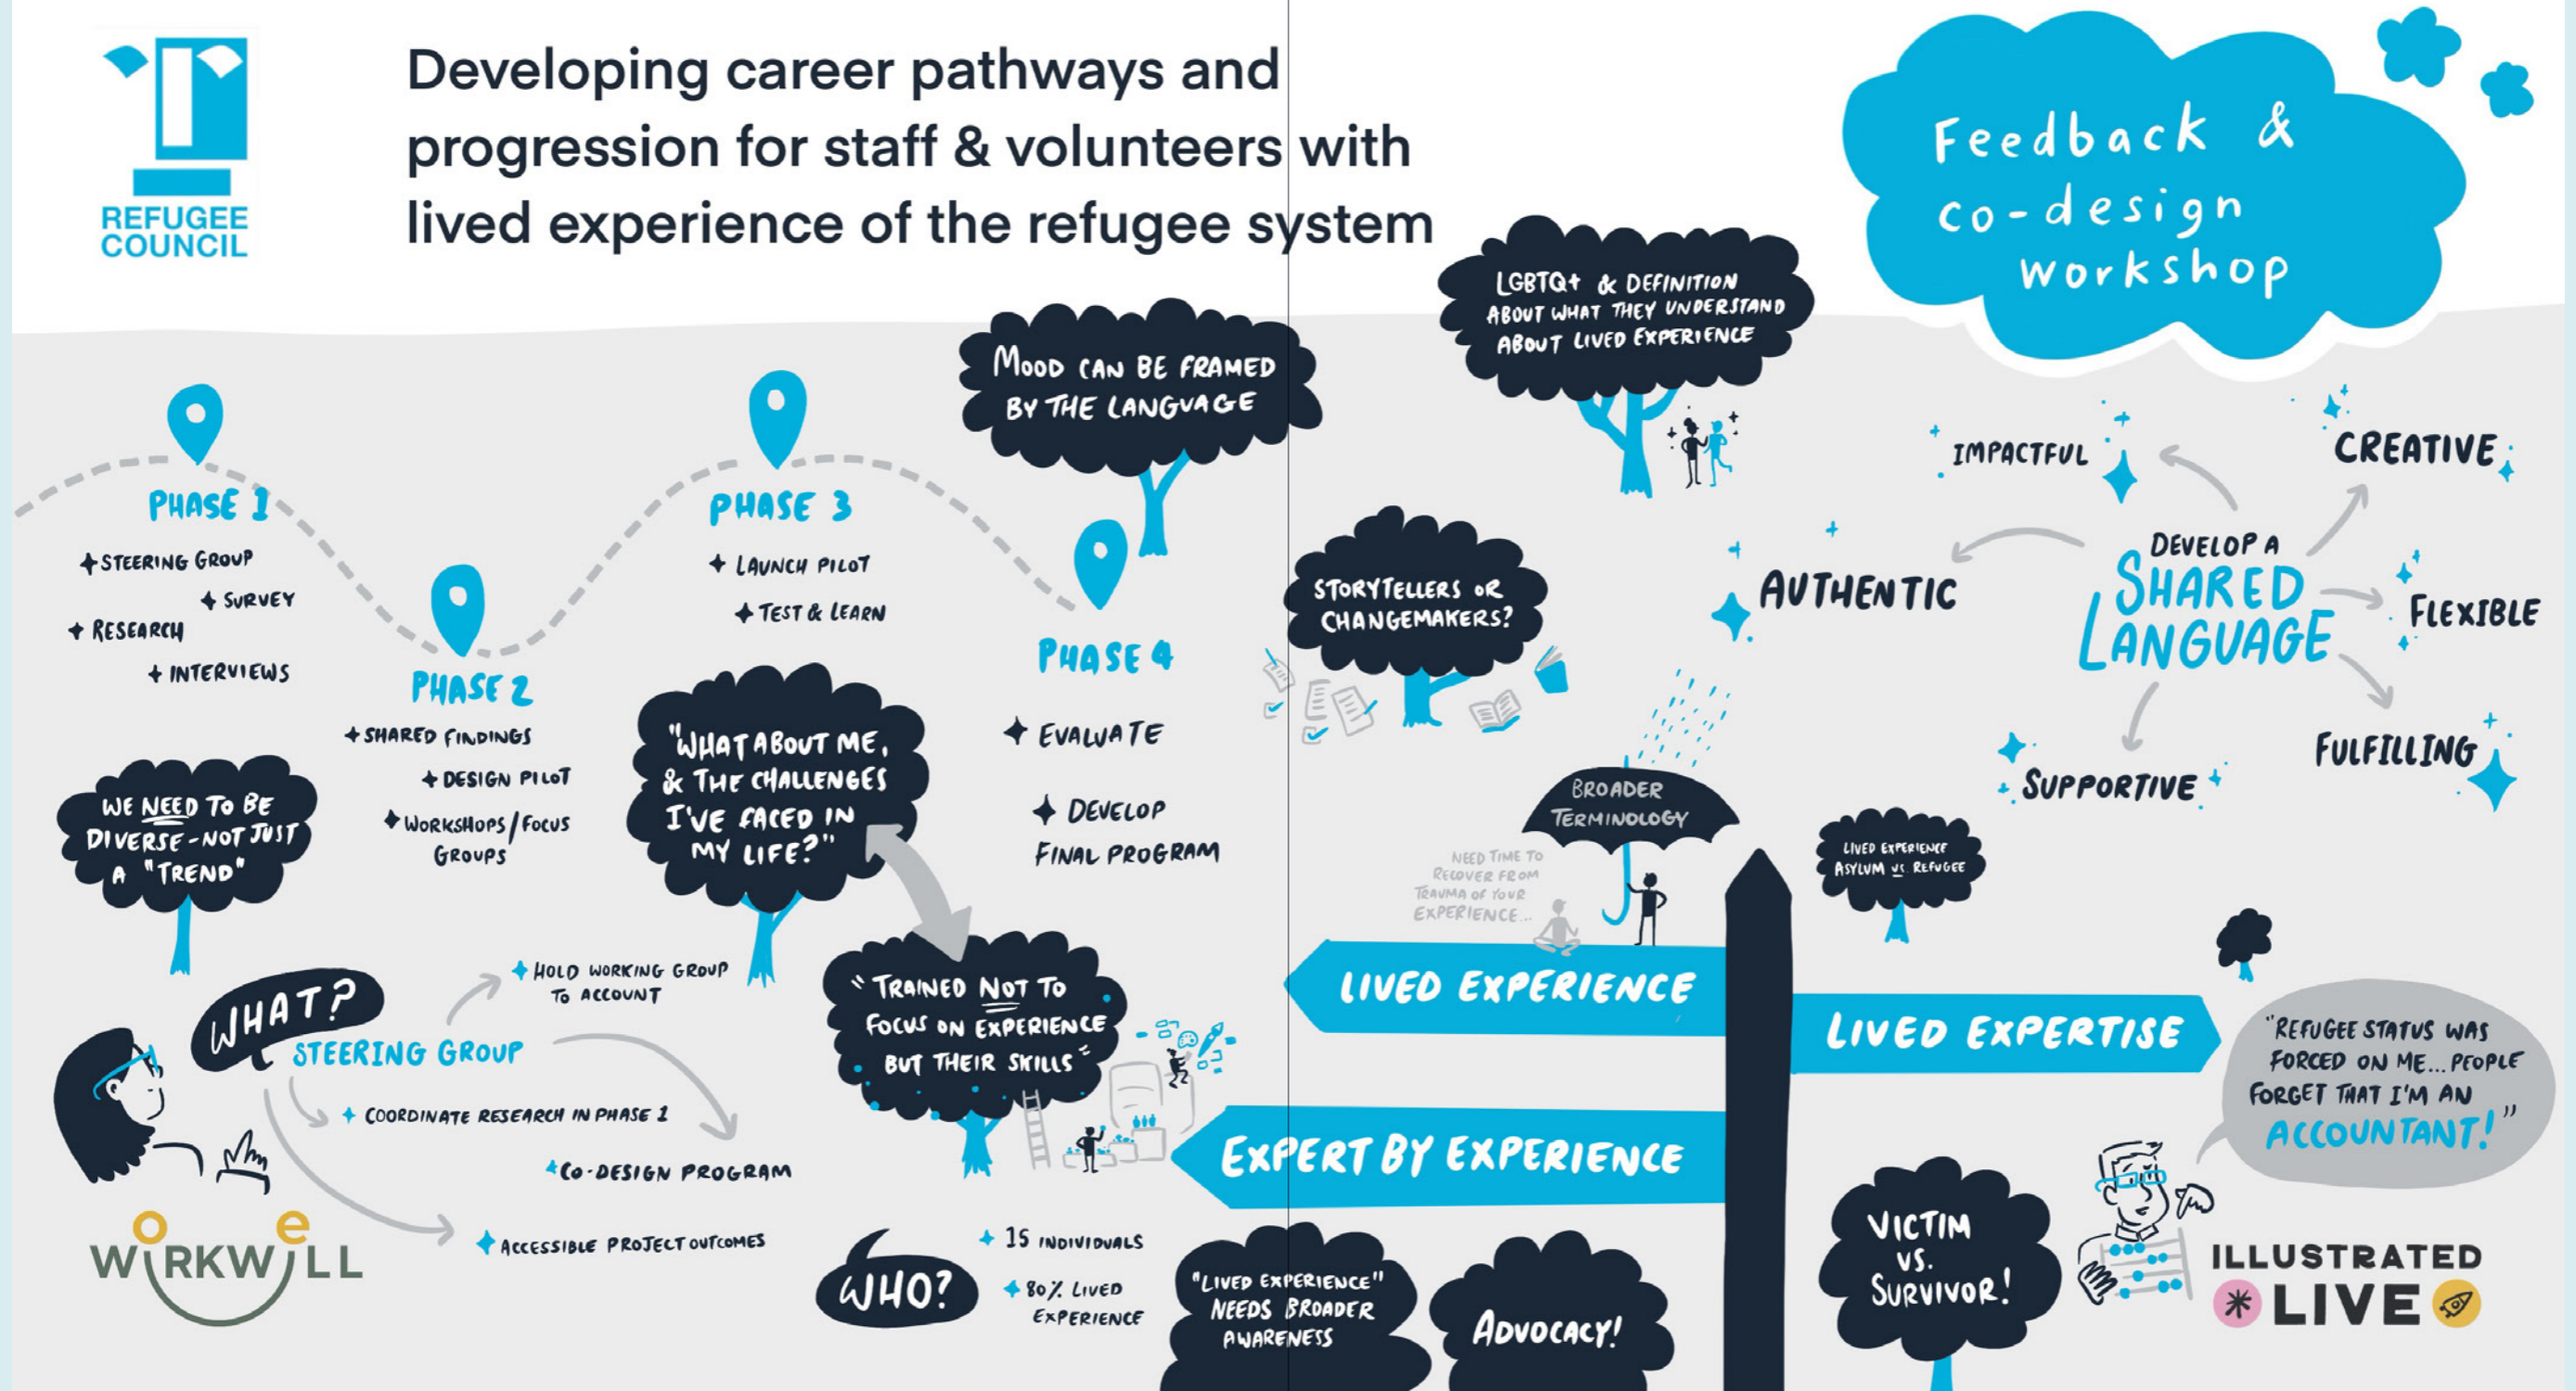 REFUGEE
COUNCIL
Developing career pathways and
progression for staff & volunteers with
lived experience of the refugee system
Feedback &
co-design
workshop
PHASE 1
STEERING GROUP
SURVEY
RESEARCH
INTERVIEWS
PHASE 2
SHARED FINDINGS
DESIGN PILOT
WORKSHOPS/FOCUS
GROUPS
PHASE 3
LAUNCH PILOT
TEST & LEARN
PHASE 4
EVALUATE
DEVELOP
FINAL PROGRAM
MOOD CAN BE FRAMED
BY THE LANGUAGE
LGBTQ+ & DEFINITION
ABOUT WHAT THEY UNDERSTAND
ABOUT LIVED EXPERIENCE
STORYTELLERS OR
CHANGEMAKERS?
DEVELOP A
SHARED
LANGUAGE
IMPACTFUL
CREATIVE
AUTHENTIC
FLEXIBLE
FULFILLING
SUPPORTIVE
WE NEED TO BE
DIVERSE-NOT JUST
A "TREND"
"WHAT ABOUT ME,
& THE CHALLENGES
I'VE FACED IN
MY LIFE?"
"TRAINED NOT TO
FOCUS ON EXPERIENCE
BUT THEIR SKILLS"
WHAT?
STEERING GROUP
HOLD WORKING GROUP
TO ACCOUNT
COORDINATE RESEARCH IN PHASE 1
CO-DESIGN PROGRAM
ACCESSIBLE PROJECT OUTCOMES
WHO?
15 INDIVIDUALS
80% LIVED
EXPERIENCE
BROADER
TERMINOLOGY
NEED TIME TO
RECOVER FROM
TRAUMA OF YOUR
EXPERIENCE...
LIVED EXPERIENCE
ASYLUM VS. REFUGEE
LIVED EXPERIENCE
LIVED EXPERTISE
EXPERT BY EXPERIENCE
"LIVED EXPERIENCE"
NEEDS BROADER
AWARENESS
ADVOCACY!
VICTIM
VS.
SURVIVOR!
"REFUGEE STATUS WAS
FORCED ON ME...PEOPLE
FORGET THAT I'M AN
ACCOUNTANT!"
WoRKWeLL
ILLUSTRATED
LIVE